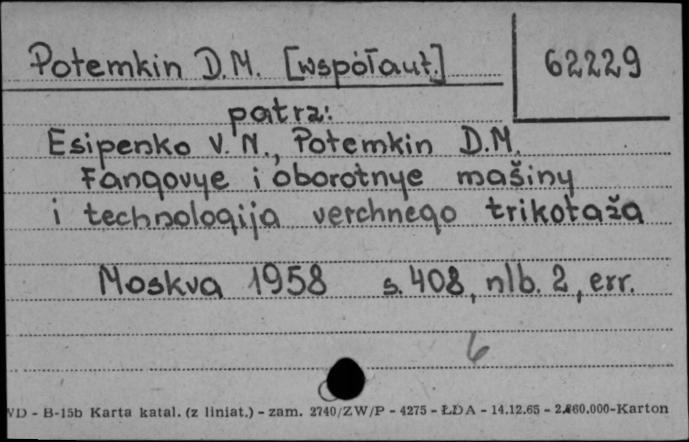 Potemkin D.M. [współaut.] 62229
patrz:
Esipenko V. N., Potemkin D.M.
Fangovye i oborotnye mašiny
i technologija verchnego trikotaža
Moskva 1958 s. 408, nlb. 2, err.
6
VD - B-15b Karta katal. (z liniat.) - zam. 2740/ZW/P - 4275 - ŁDA - 14.12.65 - 2.860.000-Karton